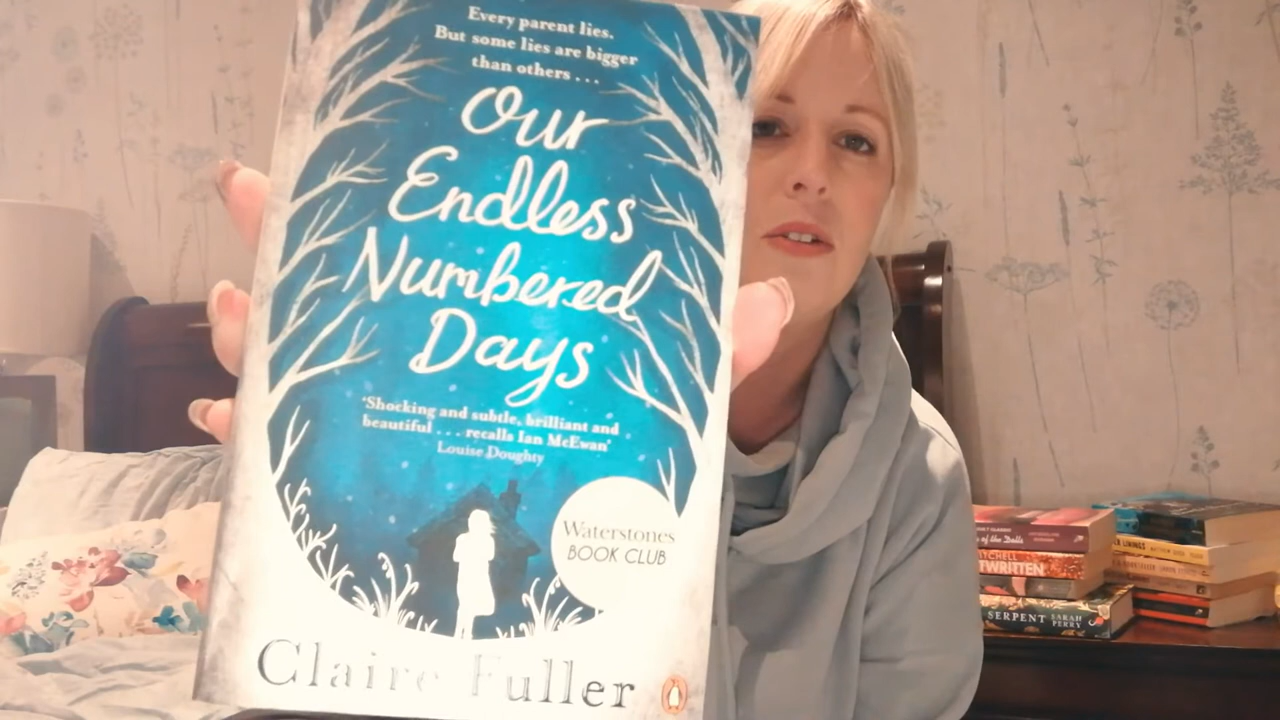 Every parent lies.
But some lies are bigger
than others . . .
Our
Endless
Numbered
Days
'Shocking and subtle, brilliant and
beautiful . . . recalls Ian McEwan'
Louise Doughty
Waterstones
BOOK CLUB
Claire Fuller
of the Dolls
TWRITTEN
SERPENT SARAH
PERRY
LININGS